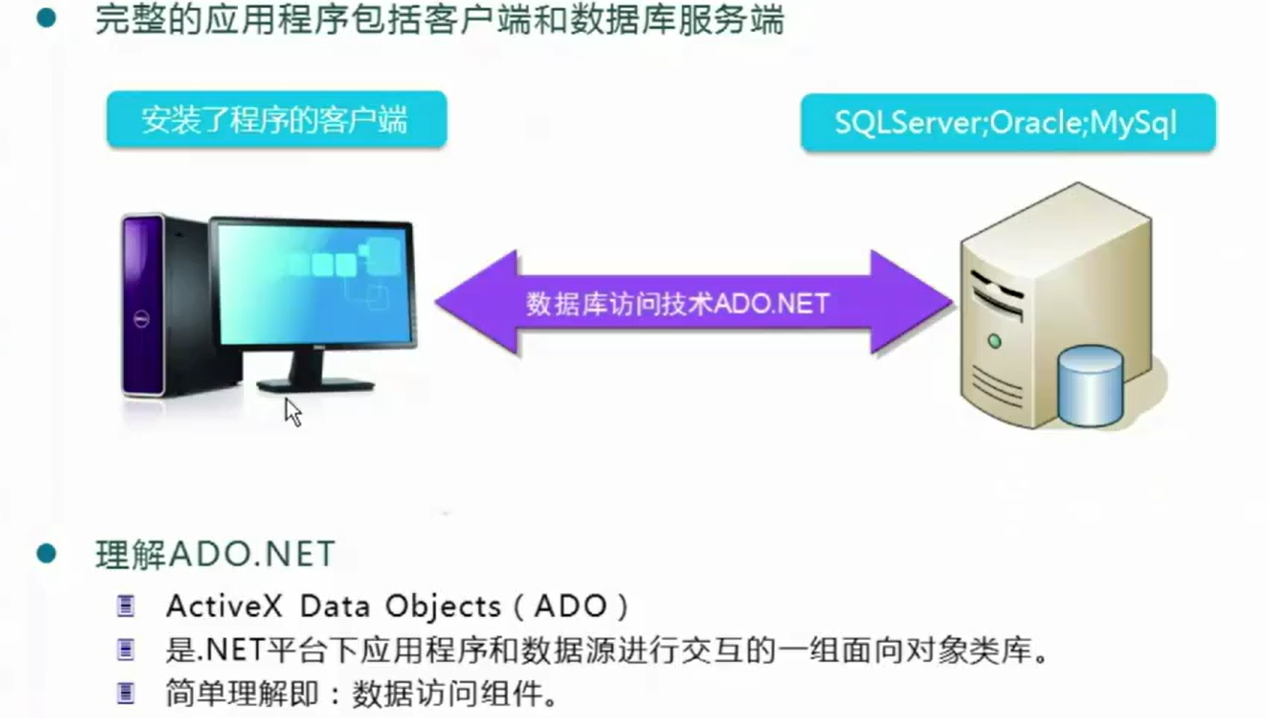 完整的应用程序包括客户端和数据库服务端
安装了程序的客户端
SQLServer;Oracle;MySql
数据库访问技术ADO.NET
理解ADO.NET
ActiveX Data Objects（ADO）
是.NET平台下应用程序和数据源进行交互的一组面向对象类库。
简单理解即：数据访问组件。